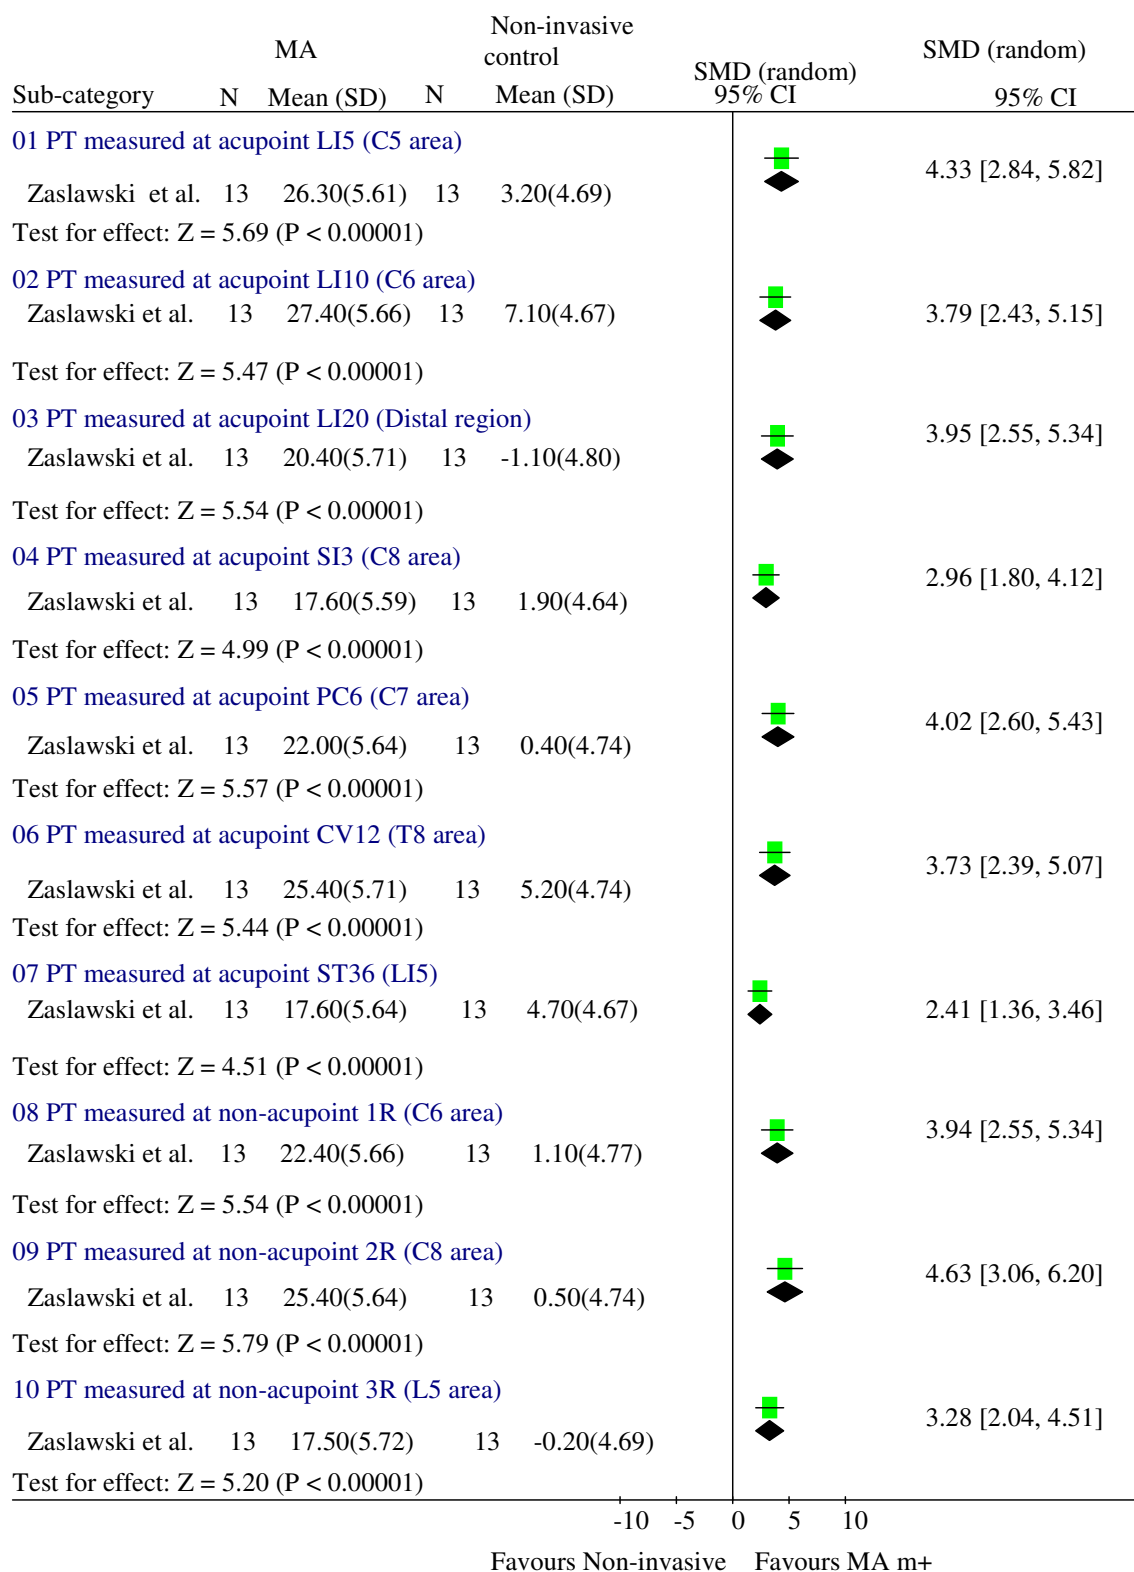 Non-invasive
MA control SMD (random)
SMD (random)
Sub-category N Mean (SD) N Mean (SD) 95% CI 95% CI
01 PT measured at acupoint LI5 (C5 area)
4.33 [2.84, 5.82]
Zaslawski et al. 13 26.30(5.61) 13 3.20(4.69)
Test for effect: Z = 5.69 (P < 0.00001)
02 PT measured at acupoint LI10 (C6 area)
Zaslawski et al. 13 27.40(5.66) 13 7.10(4.67) 3.79 [2.43, 5.15]
Test for effect: Z = 5.47 (P < 0.00001)
03 PT measured at acupoint LI20 (Distal region)
3.95 [2.55, 5.34]
Zaslawski et al. 13 20.40(5.71) 13 -1.10(4.80)
Test for effect: Z = 5.54 (P < 0.00001)
04 PT measured at acupoint SI3 (C8 area)
2.96 [1.80, 4.12]
Zaslawski et al. 13 17.60(5.59) 13 1.90(4.64)
Test for effect: Z = 4.99 (P < 0.00001)
05 PT measured at acupoint PC6 (C7 area)
4.02 [2.60, 5.43]
Zaslawski et al. 13 22.00(5.64) 13 0.40(4.74)
Test for effect: Z = 5.57 (P < 0.00001)
06 PT measured at acupoint CV12 (T8 area)
3.73 [2.39, 5.07]
Zaslawski et al. 13 25.40(5.71) 13 5.20(4.74)
Test for effect: Z = 5.44 (P < 0.00001)
07 PT measured at acupoint ST36 (LI5)
Zaslawski et al. 13 17.60(5.64) 13 4.70(4.67) 2.41 [1.36, 3.46]
Test for effect: Z = 4.51 (P < 0.00001)
08 PT measured at non-acupoint 1R (C6 area)
3.94 [2.55, 5.34]
Zaslawski et al. 13 22.40(5.66) 13 1.10(4.77)
Test for effect: Z = 5.54 (P < 0.00001)
09 PT measured at non-acupoint 2R (C8 area)
4.63 [3.06, 6.20]
Zaslawski et al. 13 25.40(5.64) 13 0.50(4.74)
Test for effect: Z = 5.79 (P < 0.00001)
10 PT measured at non-acupoint 3R (L5 area)
3.28 [2.04, 4.51]
Zaslawski et al. 13 17.50(5.72) 13 -0.20(4.69)
Test for effect: Z = 5.20 (P < 0.00001)
-10 -5 0 5 10
Favours Non-invasive Favours MA m+